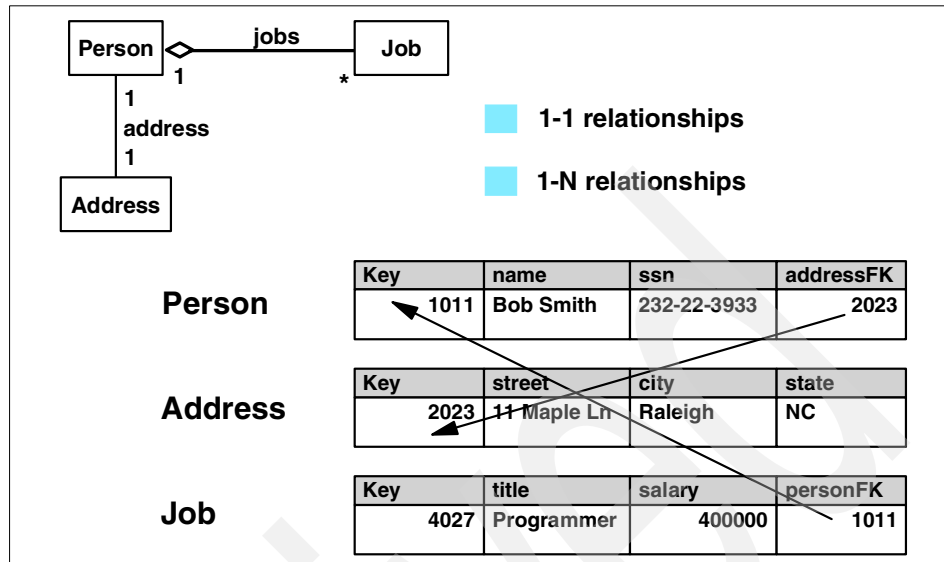 Person
jobs
Job
1
*
1
address
1
Address
1-1 relationships
1-N relationships
Person
Key name ssn addressFK
1011 Bob Smith 232-22-3933 2023
Address
Key street city state
2023 11 Maple Ln Raleigh NC
Job
Key title salary personFK
4027 Programmer 400000 1011